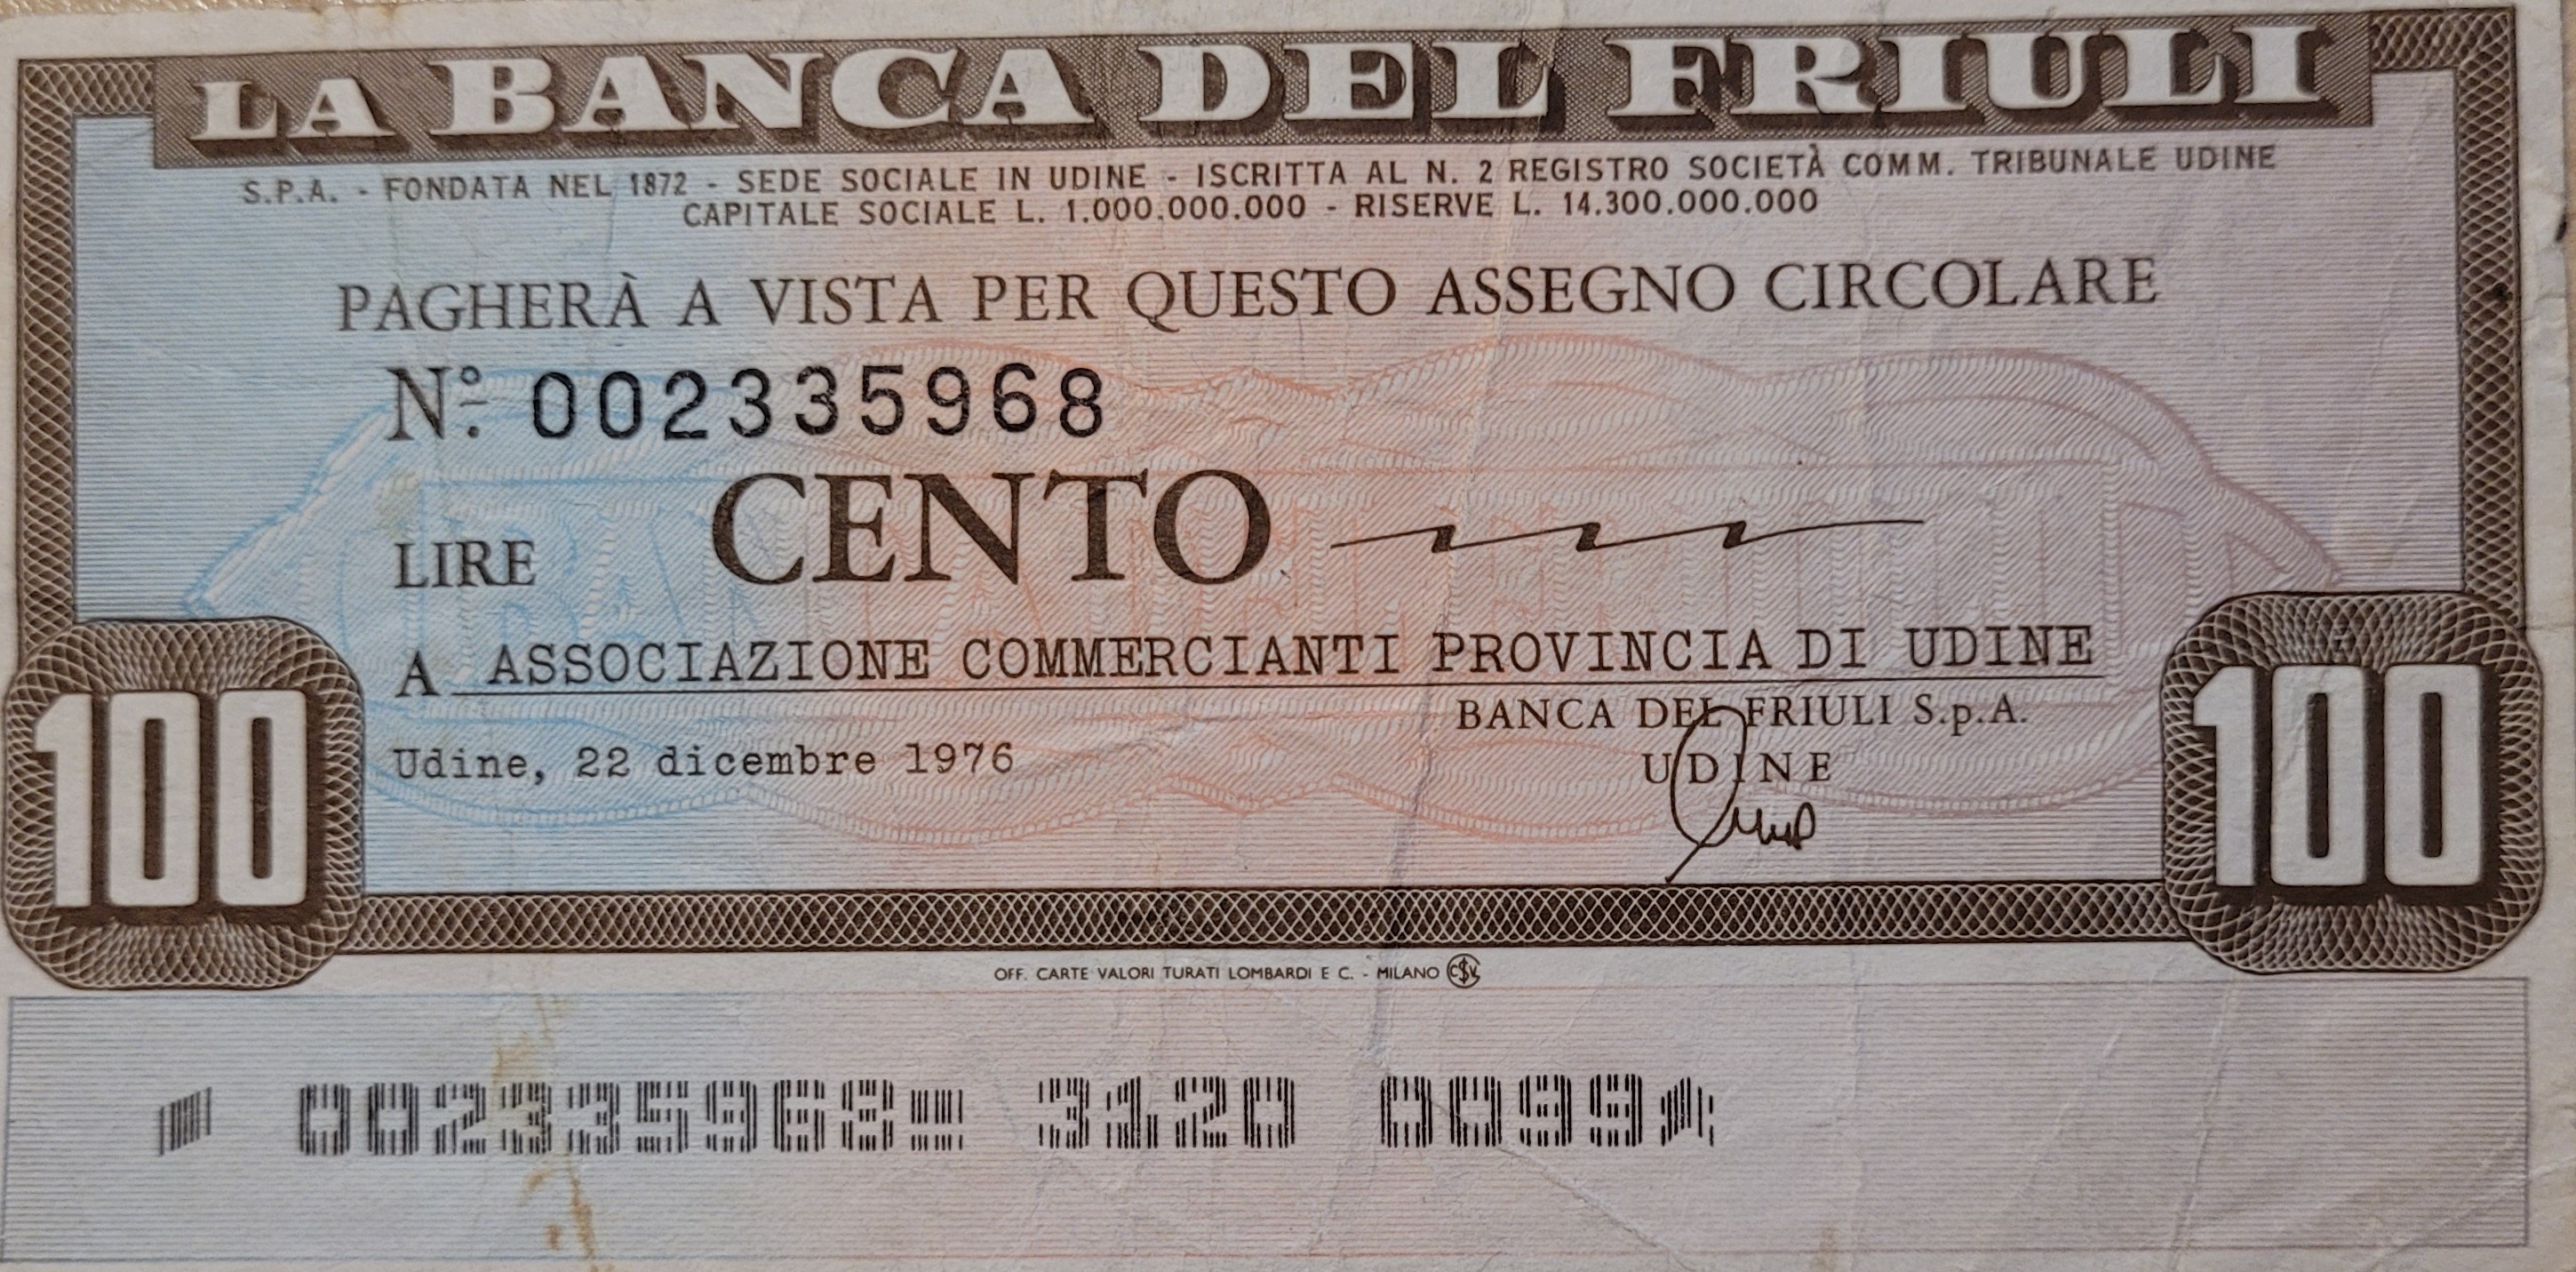 LA BANCA DEL FRIULI
S.P.A. - FONDATA NEL 1872 - SEDE SOCIALE IN UDINE - ISCRITTA AL N. 2 REGISTRO SOCIETÀ COMM. TRIBUNALE UDINE
CAPITALE SOCIALE L. 1.000.000.000 - RISERVE L. 14.300.000.000
PAGHERÀ A VISTA PER QUESTO ASSEGNO CIRCOLARE
Nº. 002335968
LIRE CENTO
A ASSOCIAZIONE COMMERCIANTI PROVINCIA DI UDINE
BANCA DEL FRIULI S.p.A.
Udine, 22 dicembre 1976
UDINE
100
100
OFF. CARTE VALORI TURATI LOMBARDI E C. - MILANO CSV
002335968 3120 0099